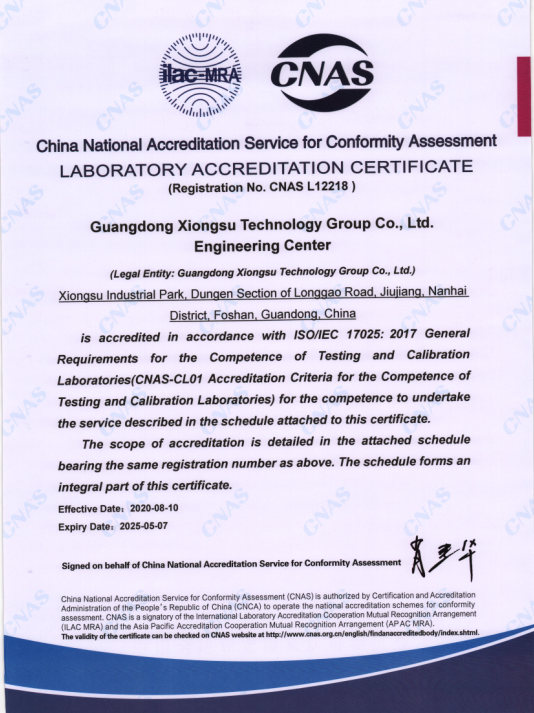 ilac-MRA
CNAS
China National Accreditation Service for Conformity Assessment
LABORATORY ACCREDITATION CERTIFICATE
(Registration No. CNAS L12218 )
Guangdong Xiongsu Technology Group Co., Ltd.
Engineering Center
(Legal Entity: Guangdong Xiongsu Technology Group Co., Ltd.)
Xiongsu Industrial Park, Dungen Section of Longgao Road, Jiujiang, Nanhai
District, Foshan, Guandong, China
is accredited in accordance with ISO/IEC 17025: 2017 General
Requirements for the Competence of Testing and Calibration
Laboratories(CNAS-CL01 Accreditation Criteria for the Competence of
Testing and Calibration Laboratories) for the competence to undertake
the service described in the schedule attached to this certificate.
The scope of accreditation is detailed in the attached schedule
bearing the same registration number as above. The schedule forms an
integral part of this certificate.
Effective Date：2020-08-10
Expiry Date：2025-05-07
Signed on behalf of China National Accreditation Service for Conformity Assessment
China National Accreditation Service for Conformity Assessment (CNAS) is authorized by Certification and Accreditation
Administration of the People's Republic of China (CNCA) to operate the national accreditation schemes for conformity
assessment. CNAS is a signatory of the International Laboratory Accreditation Cooperation Mutual Recognition Arrangement
(ILAC MRA) and the Asia Pacific Accreditation Cooperation Mutual Recognition Arrangement (APAC MRA).
The validity of the certificate can be checked on CNAS website at http://www.cnas.org.cn/english/findanaccreditedbody/index.shtml.